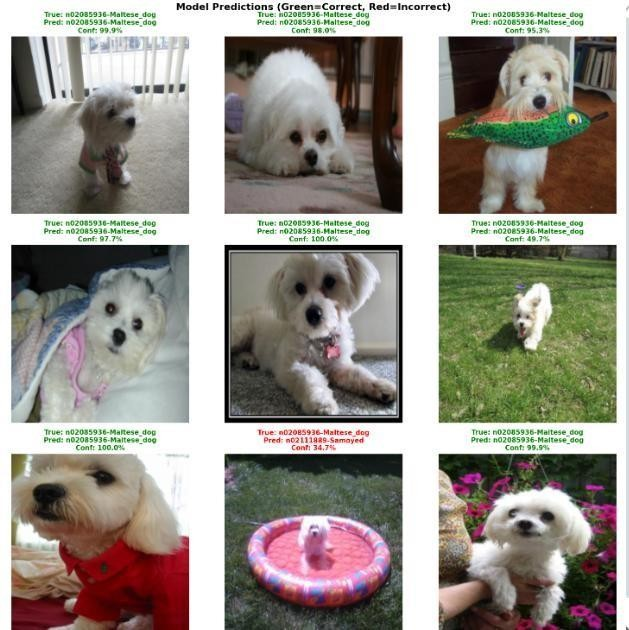 Model Predictions (Green=Correct, Red=Incorrect)
True: n02085936-Maltese_dog
Pred: n02085936-Maltese_dog
Conf: 99.9%
True: n02085936-Maltese_dog
Pred: n02085936-Maltese_dog
Conf: 98.0%
True: n02085936-Maltese_dog
Pred: n02085936-Maltese_dog
Conf: 95.3%
True: n02085936-Maltese_dog
Pred: n02085936-Maltese_dog
Conf: 97.7%
True: n02085936-Maltese_dog
Pred: n02085936-Maltese_dog
Conf: 100.0%
True: n02085936-Maltese_dog
Pred: n02085936-Maltese_dog
Conf: 49.7%
True: n02085936-Maltese_dog
Pred: n02085936-Maltese_dog
Conf: 100.0%
True: n02085936-Maltese_dog
Pred: n02111889-Samoyed
Conf: 34.7%
True: n02085936-Maltese_dog
Pred: n02085936-Maltese_dog
Conf: 99.9%